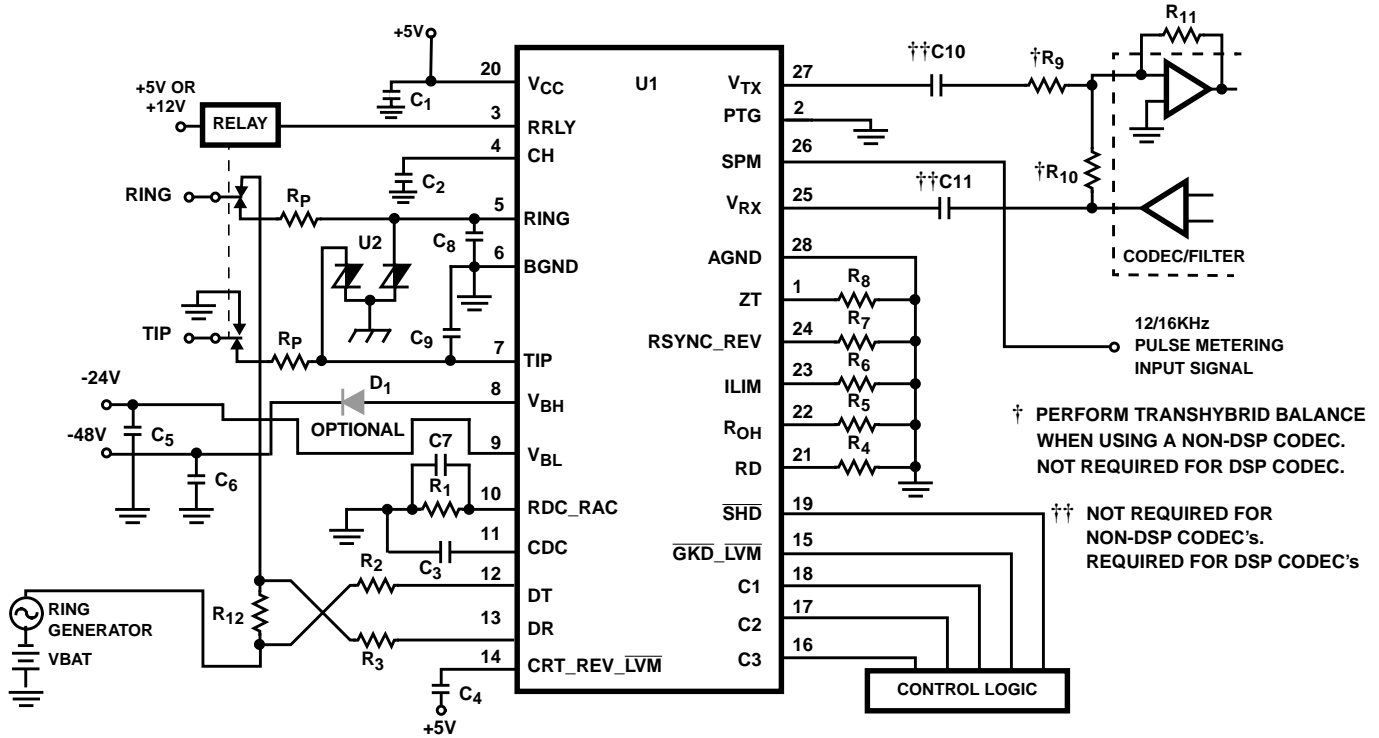 +5V
20
VCC
C1
+5V OR
+12V
RELAY
3
RRLY
4
CH
C2
RING
RP
5
RING
U2
C8
6
BGND
TIP
RP
C9
7
TIP
-24V
D1
8
VBH
-48V
C5
OPTIONAL
C7
9
VBL
C6
R1
10
RDC_RAC
11
CDC
C3
R2
12
DT
R12
13
DR
RING
GENERATOR
R3
VBAT
14
CRT_REV_LVM
C4
+5V
U1
VTX
27
††C10
†R9
R11
PTG
2
SPM
26
†R10
VRX
25
††C11
AGND
28
CODEC/FILTER
ZT
1
R8
RSYNC_REV
24
R7
12/16KHz
PULSE METERING
INPUT SIGNAL
ILIM
23
R6
ROH
22
R5
RD
21
R4
† PERFORM TRANSHYBRID BALANCE
WHEN USING A NON-DSP CODEC.
NOT REQUIRED FOR DSP CODEC.
SHD
19
†† NOT REQUIRED FOR
NON-DSP CODEC's.
REQUIRED FOR DSP CODEC's
GKD_LVM
15
C1
18
C2
17
C3
16
CONTROL LOGIC